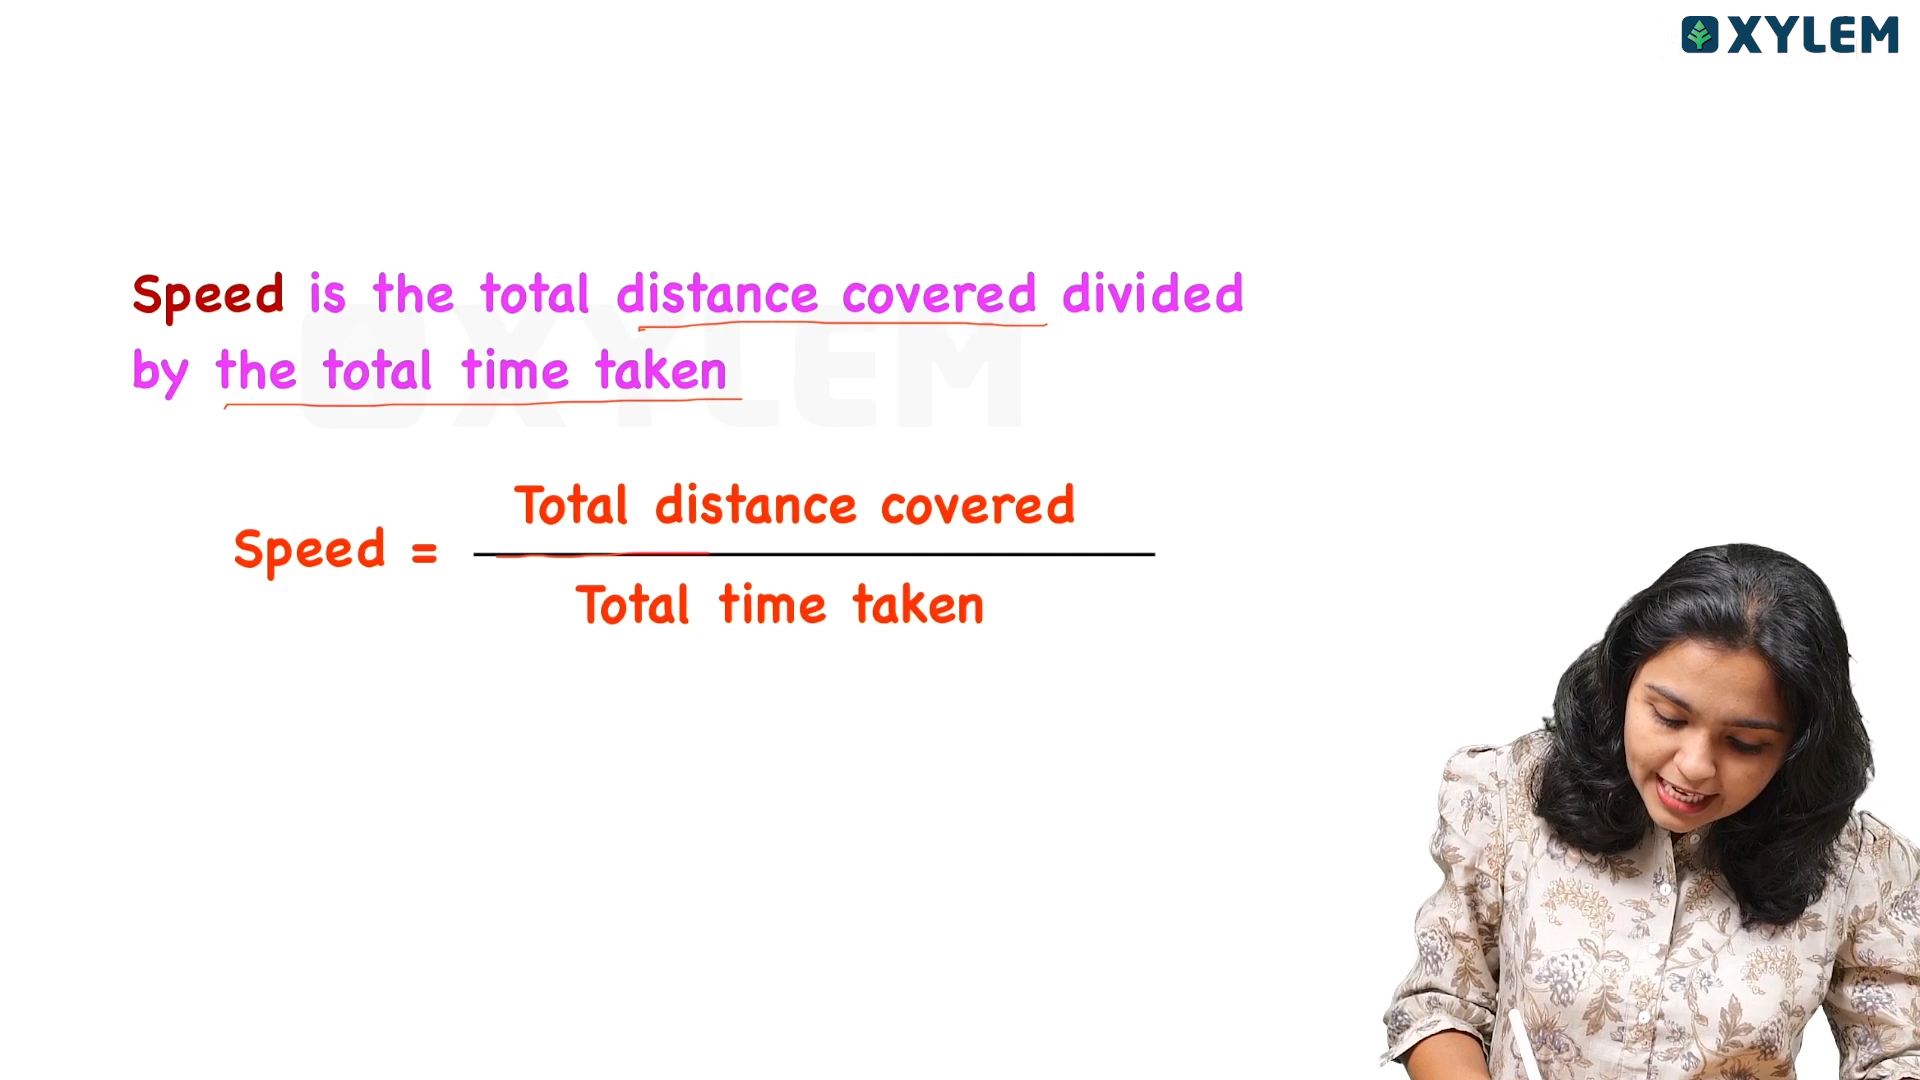 XYLEM
Speed is the total distance covered divided
by the total time taken
XYLEM
Total distance covered
Speed =
Total time taken